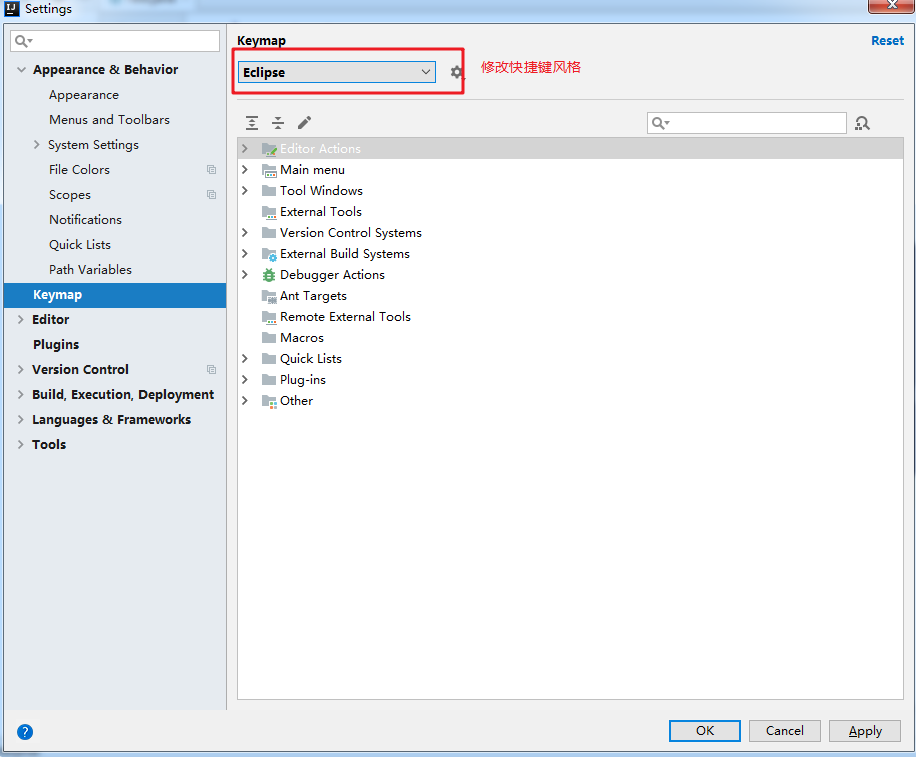 Settings
Appearance & Behavior
Appearance
Menus and Toolbars
System Settings
File Colors
Scopes
Notifications
Quick Lists
Path Variables
Keymap
Editor
Plugins
Version Control
Build, Execution, Deployment
Languages & Frameworks
Tools
Keymap
Reset
Eclipse
修改快捷键风格
Editor Actions
Main menu
Tool Windows
External Tools
Version Control Systems
External Build Systems
Debugger Actions
Ant Targets
Remote External Tools
Macros
Quick Lists
Plug-ins
Other
?
OK
Cancel
Apply